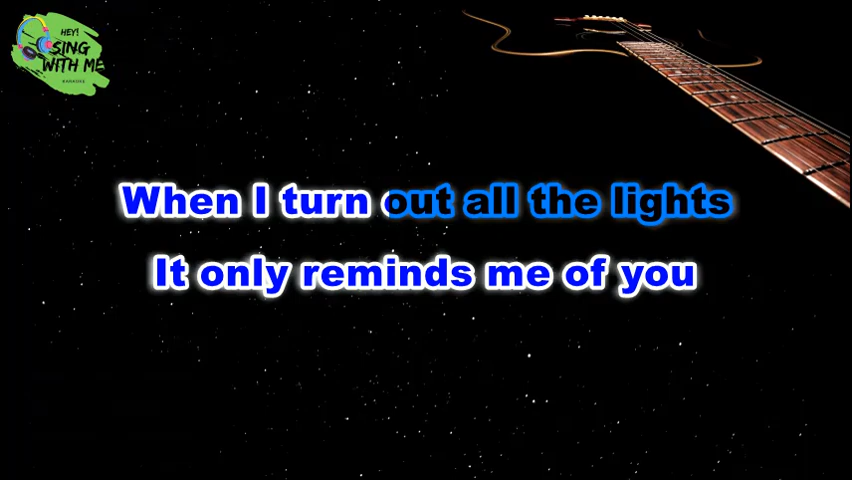 HEY!
SING
WITH ME
KARAOKE
When I turn out all the lights
It only reminds me of you